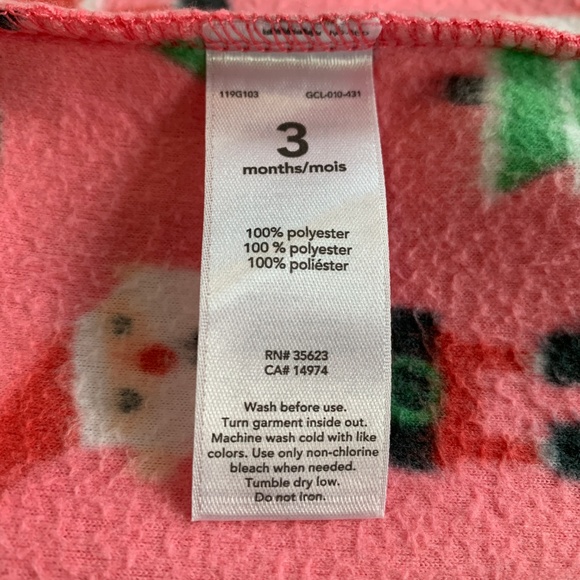 119G103 GCL-010-431
3
months/mois
100% polyester
100 % polyester
100% poliéster
RN# 35623
CA# 14974
Wash before use.
Turn garment inside out.
Machine wash cold with like
colors. Use only non-chlorine
bleach when needed.
Tumble dry low.
Do not iron.